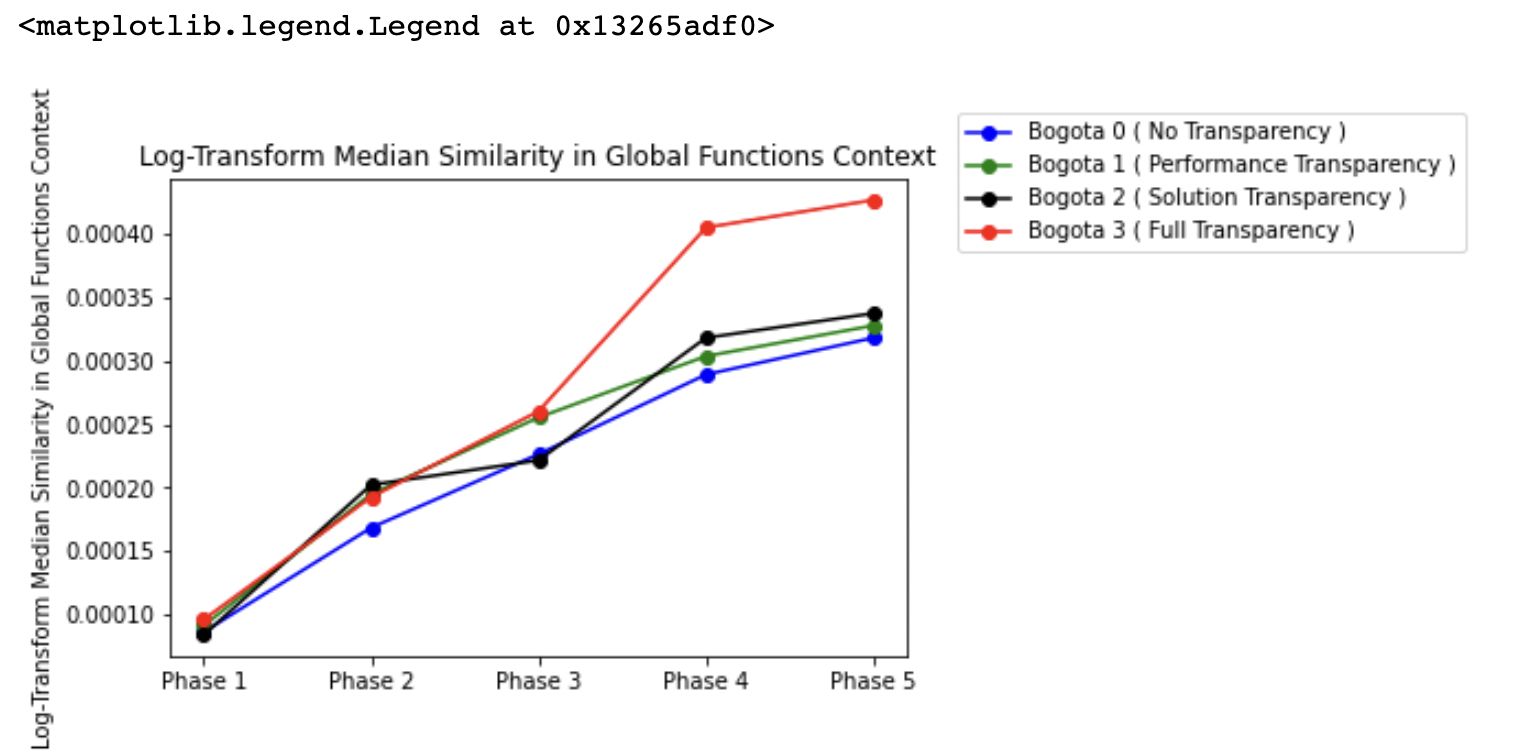 <matplotlib.legend.Legend at 0x13265adf0>
Log-Transform Median Similarity in Global Functions Context
Log-Transform Median Similarity in Global Functions Context
0.00040
0.00035
0.00030
0.00025
0.00020
0.00015
0.00010
Phase 1
Phase 2
Phase 3
Phase 4
Phase 5
Bogota 0 ( No Transparency )
Bogota 1 ( Performance Transparency )
Bogota 2 ( Solution Transparency )
Bogota 3 ( Full Transparency )